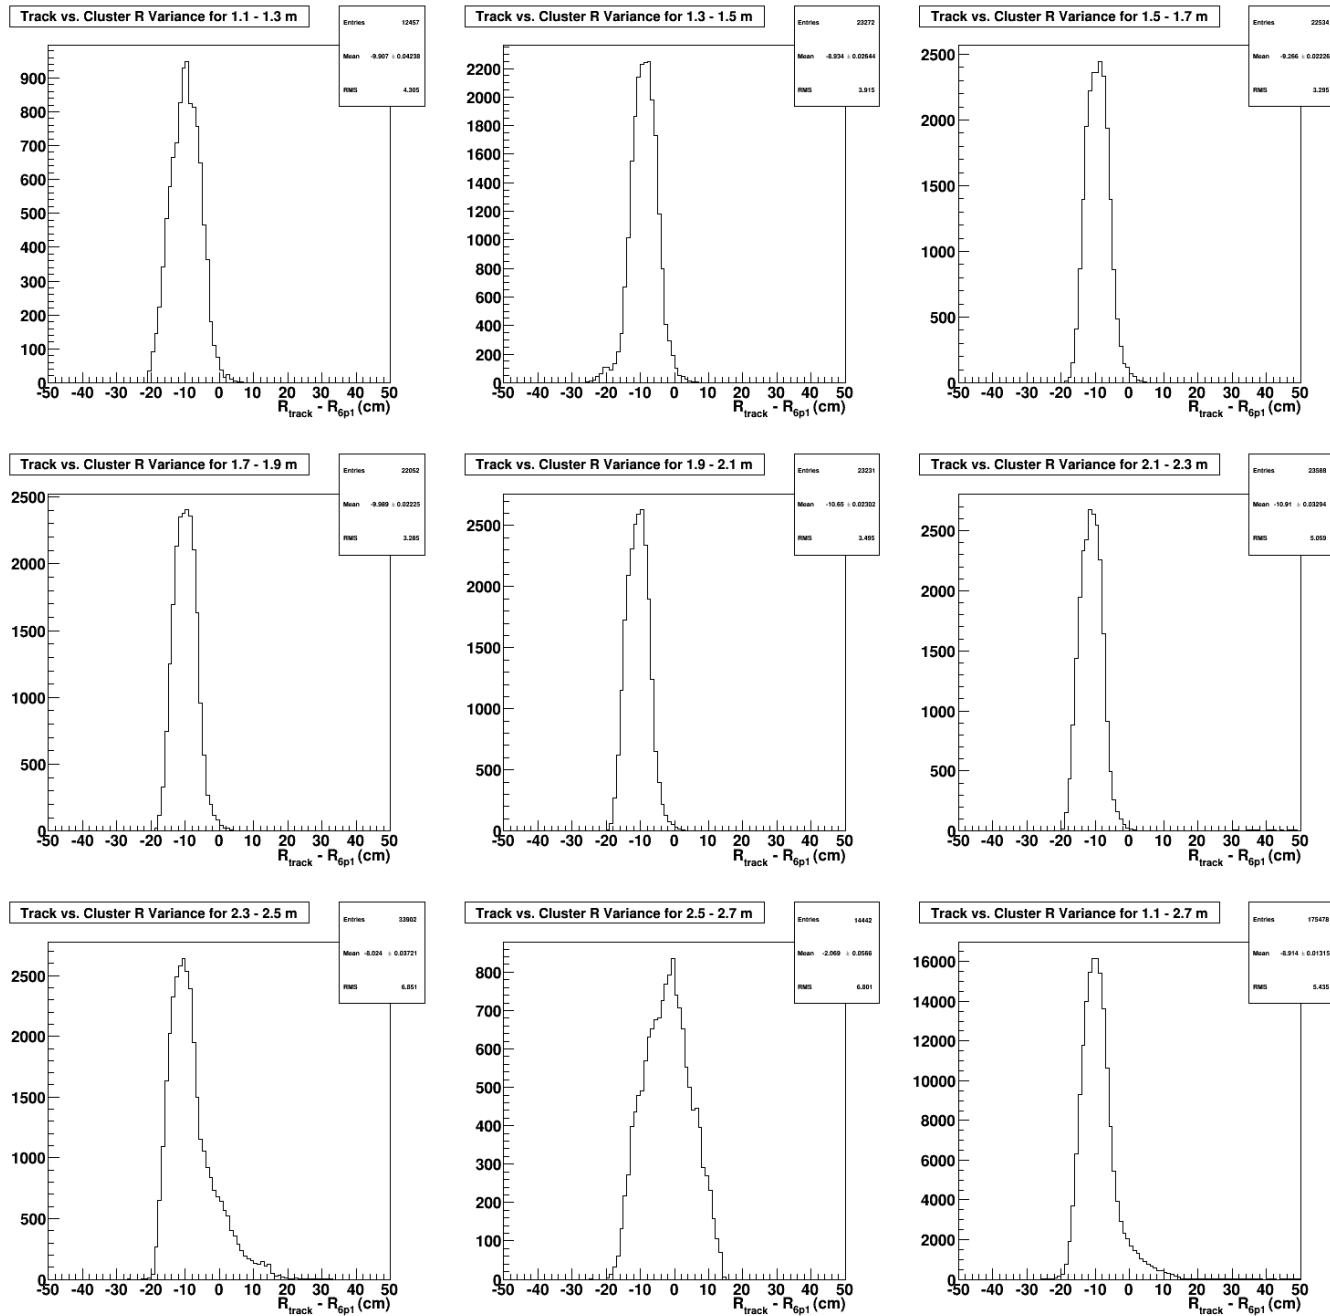 Track vs. Cluster R Variance for 1.1 - 1.3 m
Entries 12457
Mean -9.907 ± 0.04238
RMS 4.305
900
800
700
600
500
400
300
200
100
0
-50 -40 -30 -20 -10 0 10 20 30 40 50
R_track - R_6p1 (cm)
Track vs. Cluster R Variance for 1.3 - 1.5 m
Entries 23272
Mean -8.934 ± 0.02644
RMS 3.915
2200
2000
1800
1600
1400
1200
1000
800
600
400
200
0
-50 -40 -30 -20 -10 0 10 20 30 40 50
R_track - R_6p1 (cm)
Track vs. Cluster R Variance for 1.5 - 1.7 m
Entries 22534
Mean -9.266 ± 0.02226
RMS 3.295
2500
2000
1500
1000
500
0
-50 -40 -30 -20 -10 0 10 20 30 40 50
R_track - R_6p1 (cm)
Track vs. Cluster R Variance for 1.7 - 1.9 m
Entries 22052
Mean -9.989 ± 0.02225
RMS 3.285
2500
2000
1500
1000
500
0
-50 -40 -30 -20 -10 0 10 20 30 40 50
R_track - R_6p1 (cm)
Track vs. Cluster R Variance for 1.9 - 2.1 m
Entries 23231
Mean -10.65 ± 0.02302
RMS 3.495
2500
2000
1500
1000
500
0
-50 -40 -30 -20 -10 0 10 20 30 40 50
R_track - R_6p1 (cm)
Track vs. Cluster R Variance for 2.1 - 2.3 m
Entries 23588
Mean -10.91 ± 0.03294
RMS 5.059
2500
2000
1500
1000
500
0
-50 -40 -30 -20 -10 0 10 20 30 40 50
R_track - R_6p1 (cm)
Track vs. Cluster R Variance for 2.3 - 2.5 m
Entries 33902
Mean -8.024 ± 0.03721
RMS 6.851
2500
2000
1500
1000
500
0
-50 -40 -30 -20 -10 0 10 20 30 40 50
R_track - R_6p1 (cm)
Track vs. Cluster R Variance for 2.5 - 2.7 m
Entries 14442
Mean -2.069 ± 0.0566
RMS 6.801
800
700
600
500
400
300
200
100
0
-50 -40 -30 -20 -10 0 10 20 30 40 50
R_track - R_6p1 (cm)
Track vs. Cluster R Variance for 1.1 - 2.7 m
Entries 175478
Mean -8.914 ± 0.01315
RMS 5.435
16000
14000
12000
10000
8000
6000
4000
2000
0
-50 -40 -30 -20 -10 0 10 20 30 40 50
R_track - R_6p1 (cm)